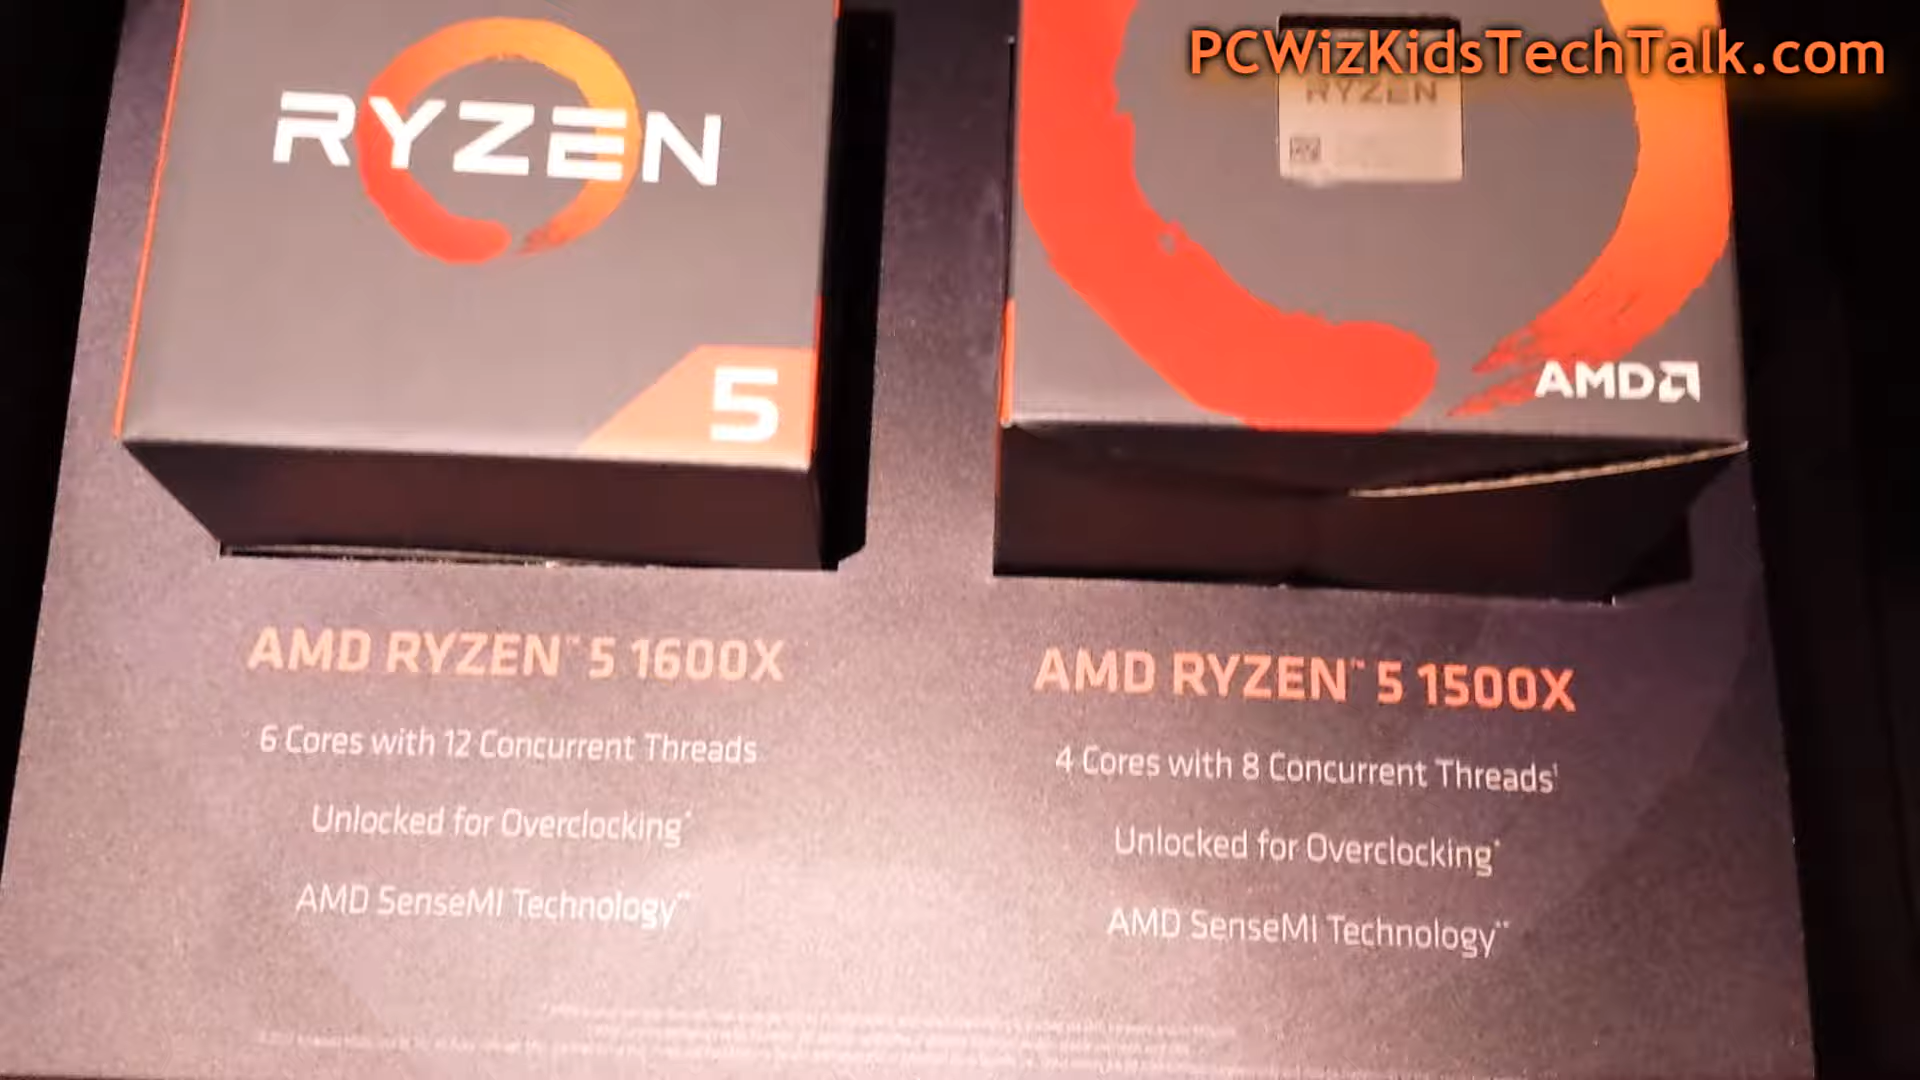 PCWizKidsTechTalk.com
RYZEN
RYZEN
5
AMD
AMD RYZEN™ 5 1600X
6 Cores with 12 Concurrent Threads
Unlocked for Overclocking*
AMD SenseMI Technology**
AMD RYZEN™ 5 1500X
4 Cores with 8 Concurrent Threads¹
Unlocked for Overclocking*
AMD SenseMI Technology**